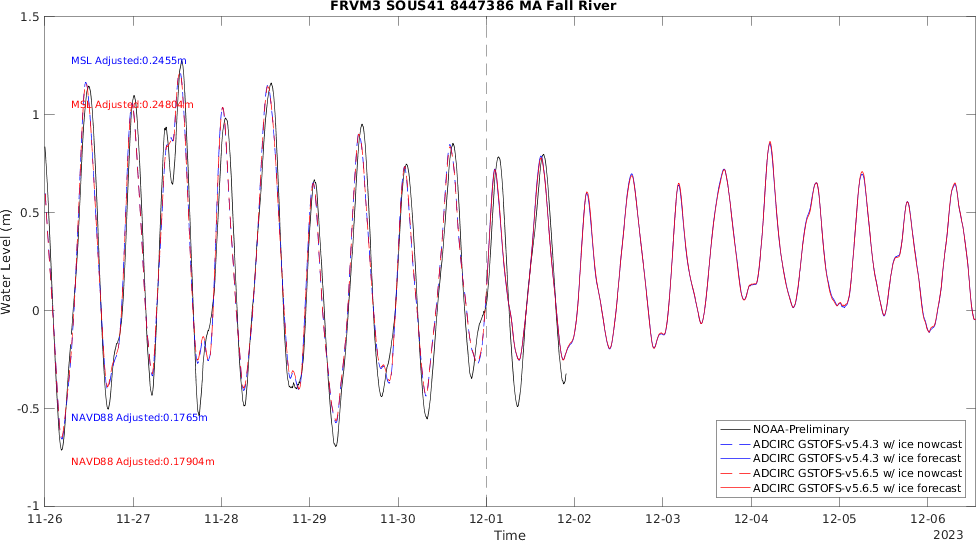 FRVM3 SOUS41 8447386 MA Fall River
1.5
1
0.5
0
-0.5
-1
Water Level (m)
MSL Adjusted:0.2455m
MSL Adjusted:0.24804m
NAVD88 Adjusted:0.1765m
NAVD88 Adjusted:0.17904m
NOAA-Preliminary
ADCIRC GSTOFS-v5.4.3 w/ ice nowcast
ADCIRC GSTOFS-v5.4.3 w/ ice forecast
ADCIRC GSTOFS-v5.6.5 w/ ice nowcast
ADCIRC GSTOFS-v5.6.5 w/ ice forecast
11-26 11-27 11-28 11-29 11-30 12-01 12-02 12-03 12-04 12-05 12-06
Time
2023